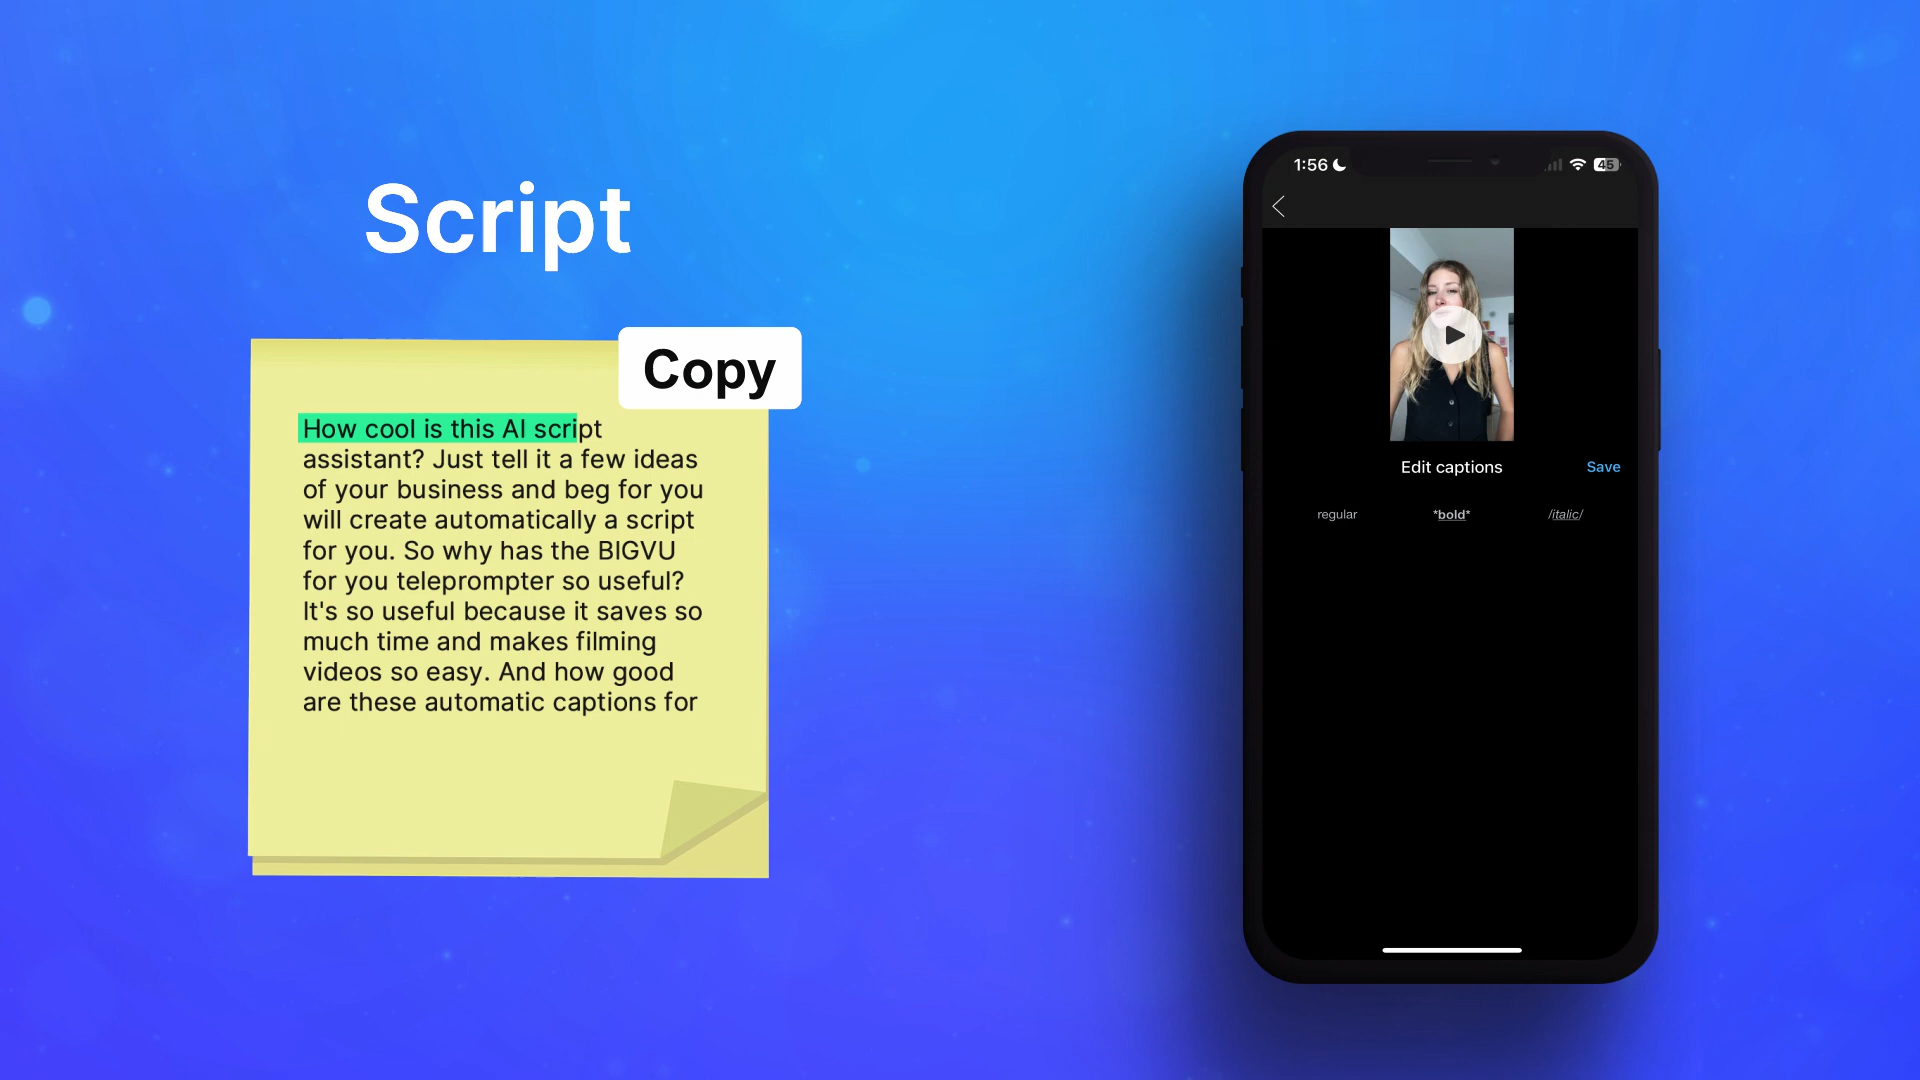 Script
Copy
How cool is this AI script
assistant? Just tell it a few ideas
of your business and beg for you
will create automatically a script
for you. So why has the BIGVU
for you teleprompter so useful?
It's so useful because it saves so
much time and makes filming
videos so easy. And how good
are these automatic captions for
1:56
45
Edit captions
Save
regular
*bold*
/italic/